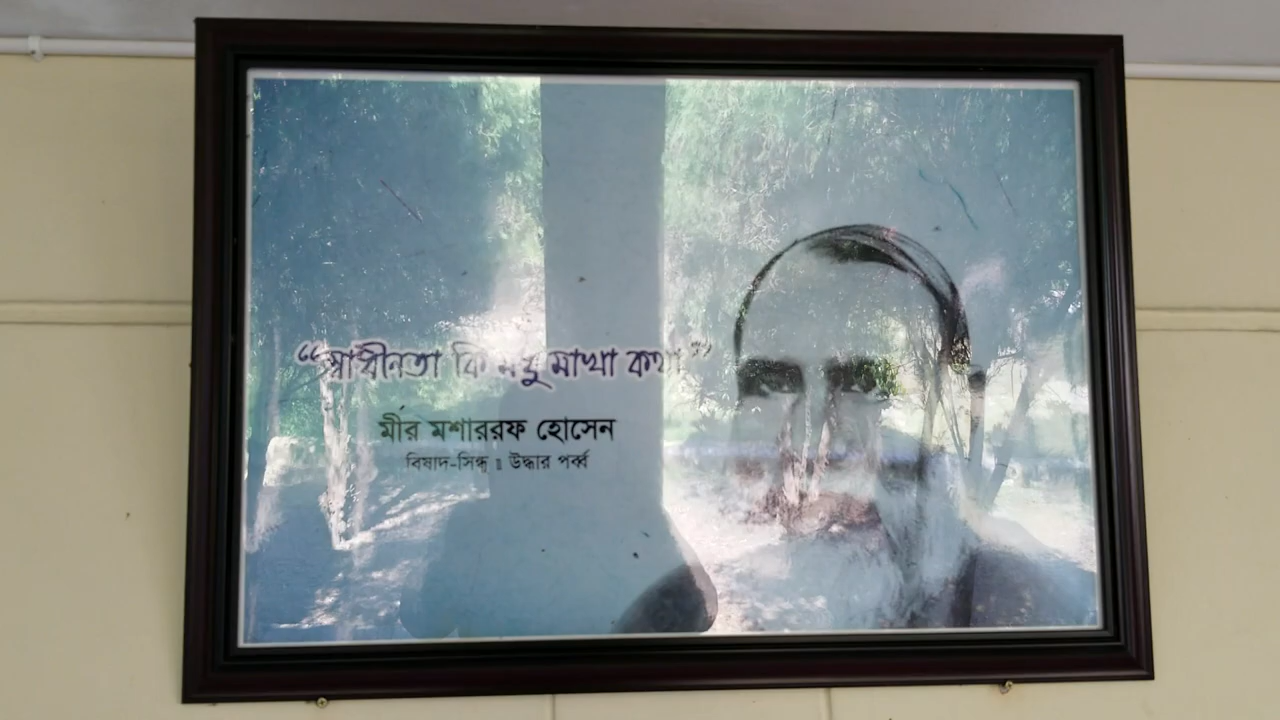 “স্বাধীনতা কি মধু মাখা কথা”
মীর মশাররফ হোসেন
বিষাদ-সিন্ধু ॥ উদ্ধার পর্ব্ব